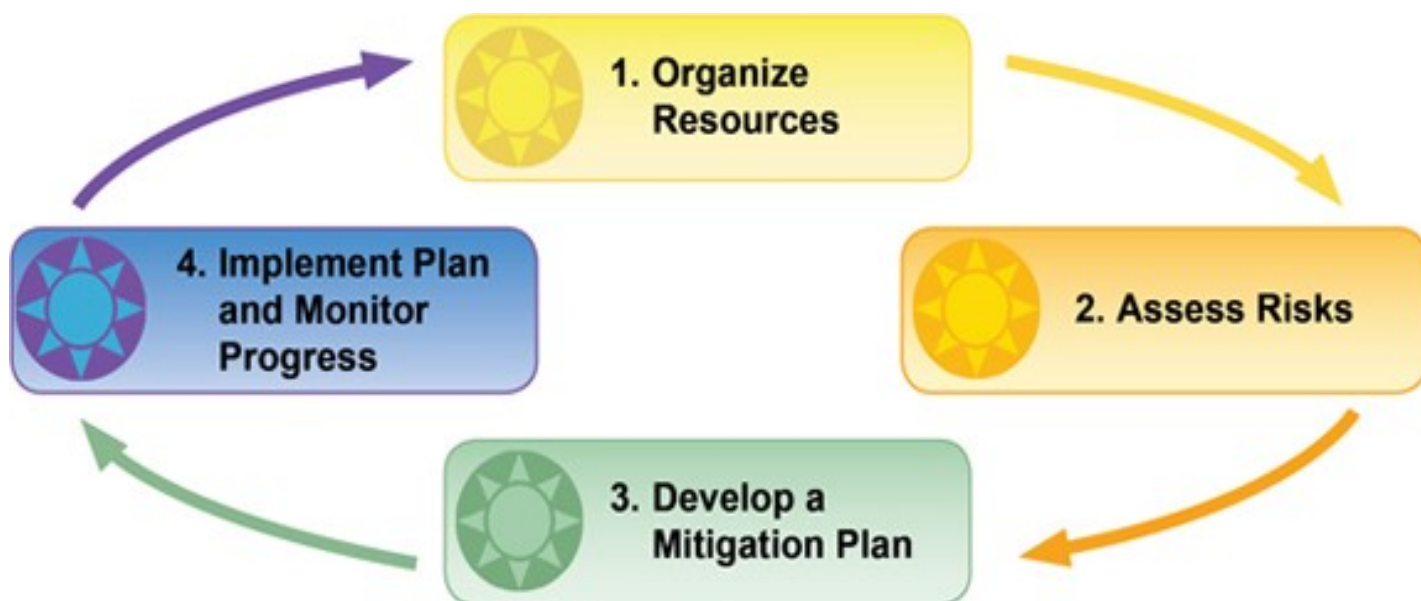 1. Organize
Resources
2. Assess Risks
3. Develop a
Mitigation Plan
4. Implement Plan
and Monitor
Progress